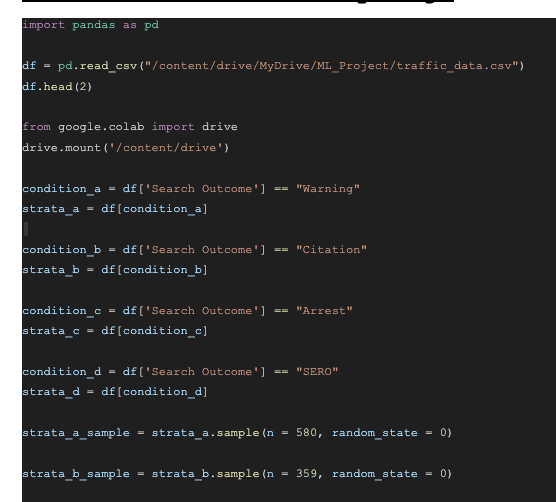 import pandas as pd
df = pd.read_csv("/content/drive/MyDrive/ML_Project/traffic_data.csv")
df.head(2)
from google.colab import drive
drive.mount('/content/drive')
condition_a = df['Search Outcome'] == "Warning"
strata_a = df[condition_a]
condition_b = df['Search Outcome'] == "Citation"
strata_b = df[condition_b]
condition_c = df['Search Outcome'] == "Arrest"
strata_c = df[condition_c]
condition_d = df['Search Outcome'] == "SERO"
strata_d = df[condition_d]
strata_a_sample = strata_a.sample(n = 580, random_state = 0)
strata_b_sample = strata_b.sample(n = 359, random_state = 0)